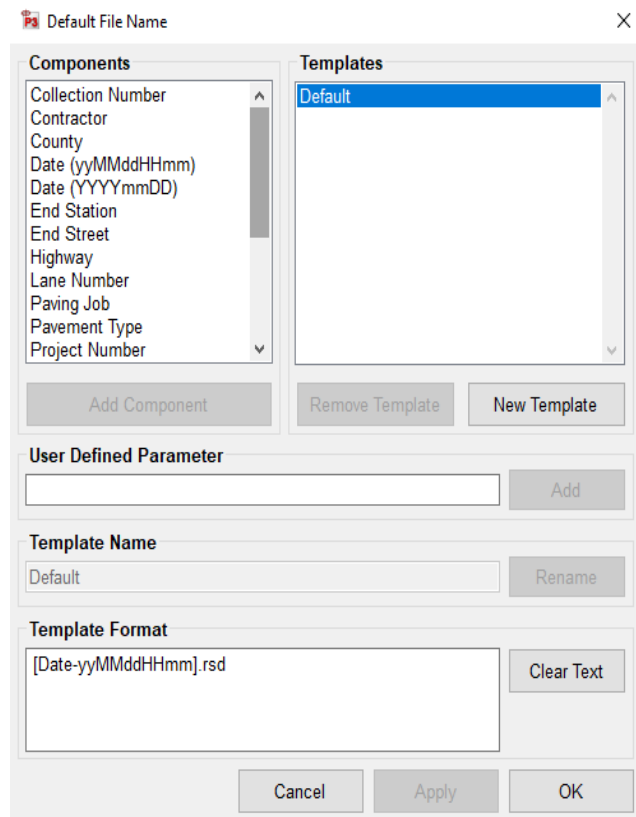 P3 Default File Name
Components
Collection Number
Contractor
County
Date (yyMMddHHmm)
Date (YYYYmmDD)
End Station
End Street
Highway
Lane Number
Paving Job
Pavement Type
Project Number
Add Component
Templates
Default
Remove Template
New Template
User Defined Parameter
Add
Template Name
Default
Rename
Template Format
[Date-yyMMddHHmm].rsd
Clear Text
Cancel
Apply
OK